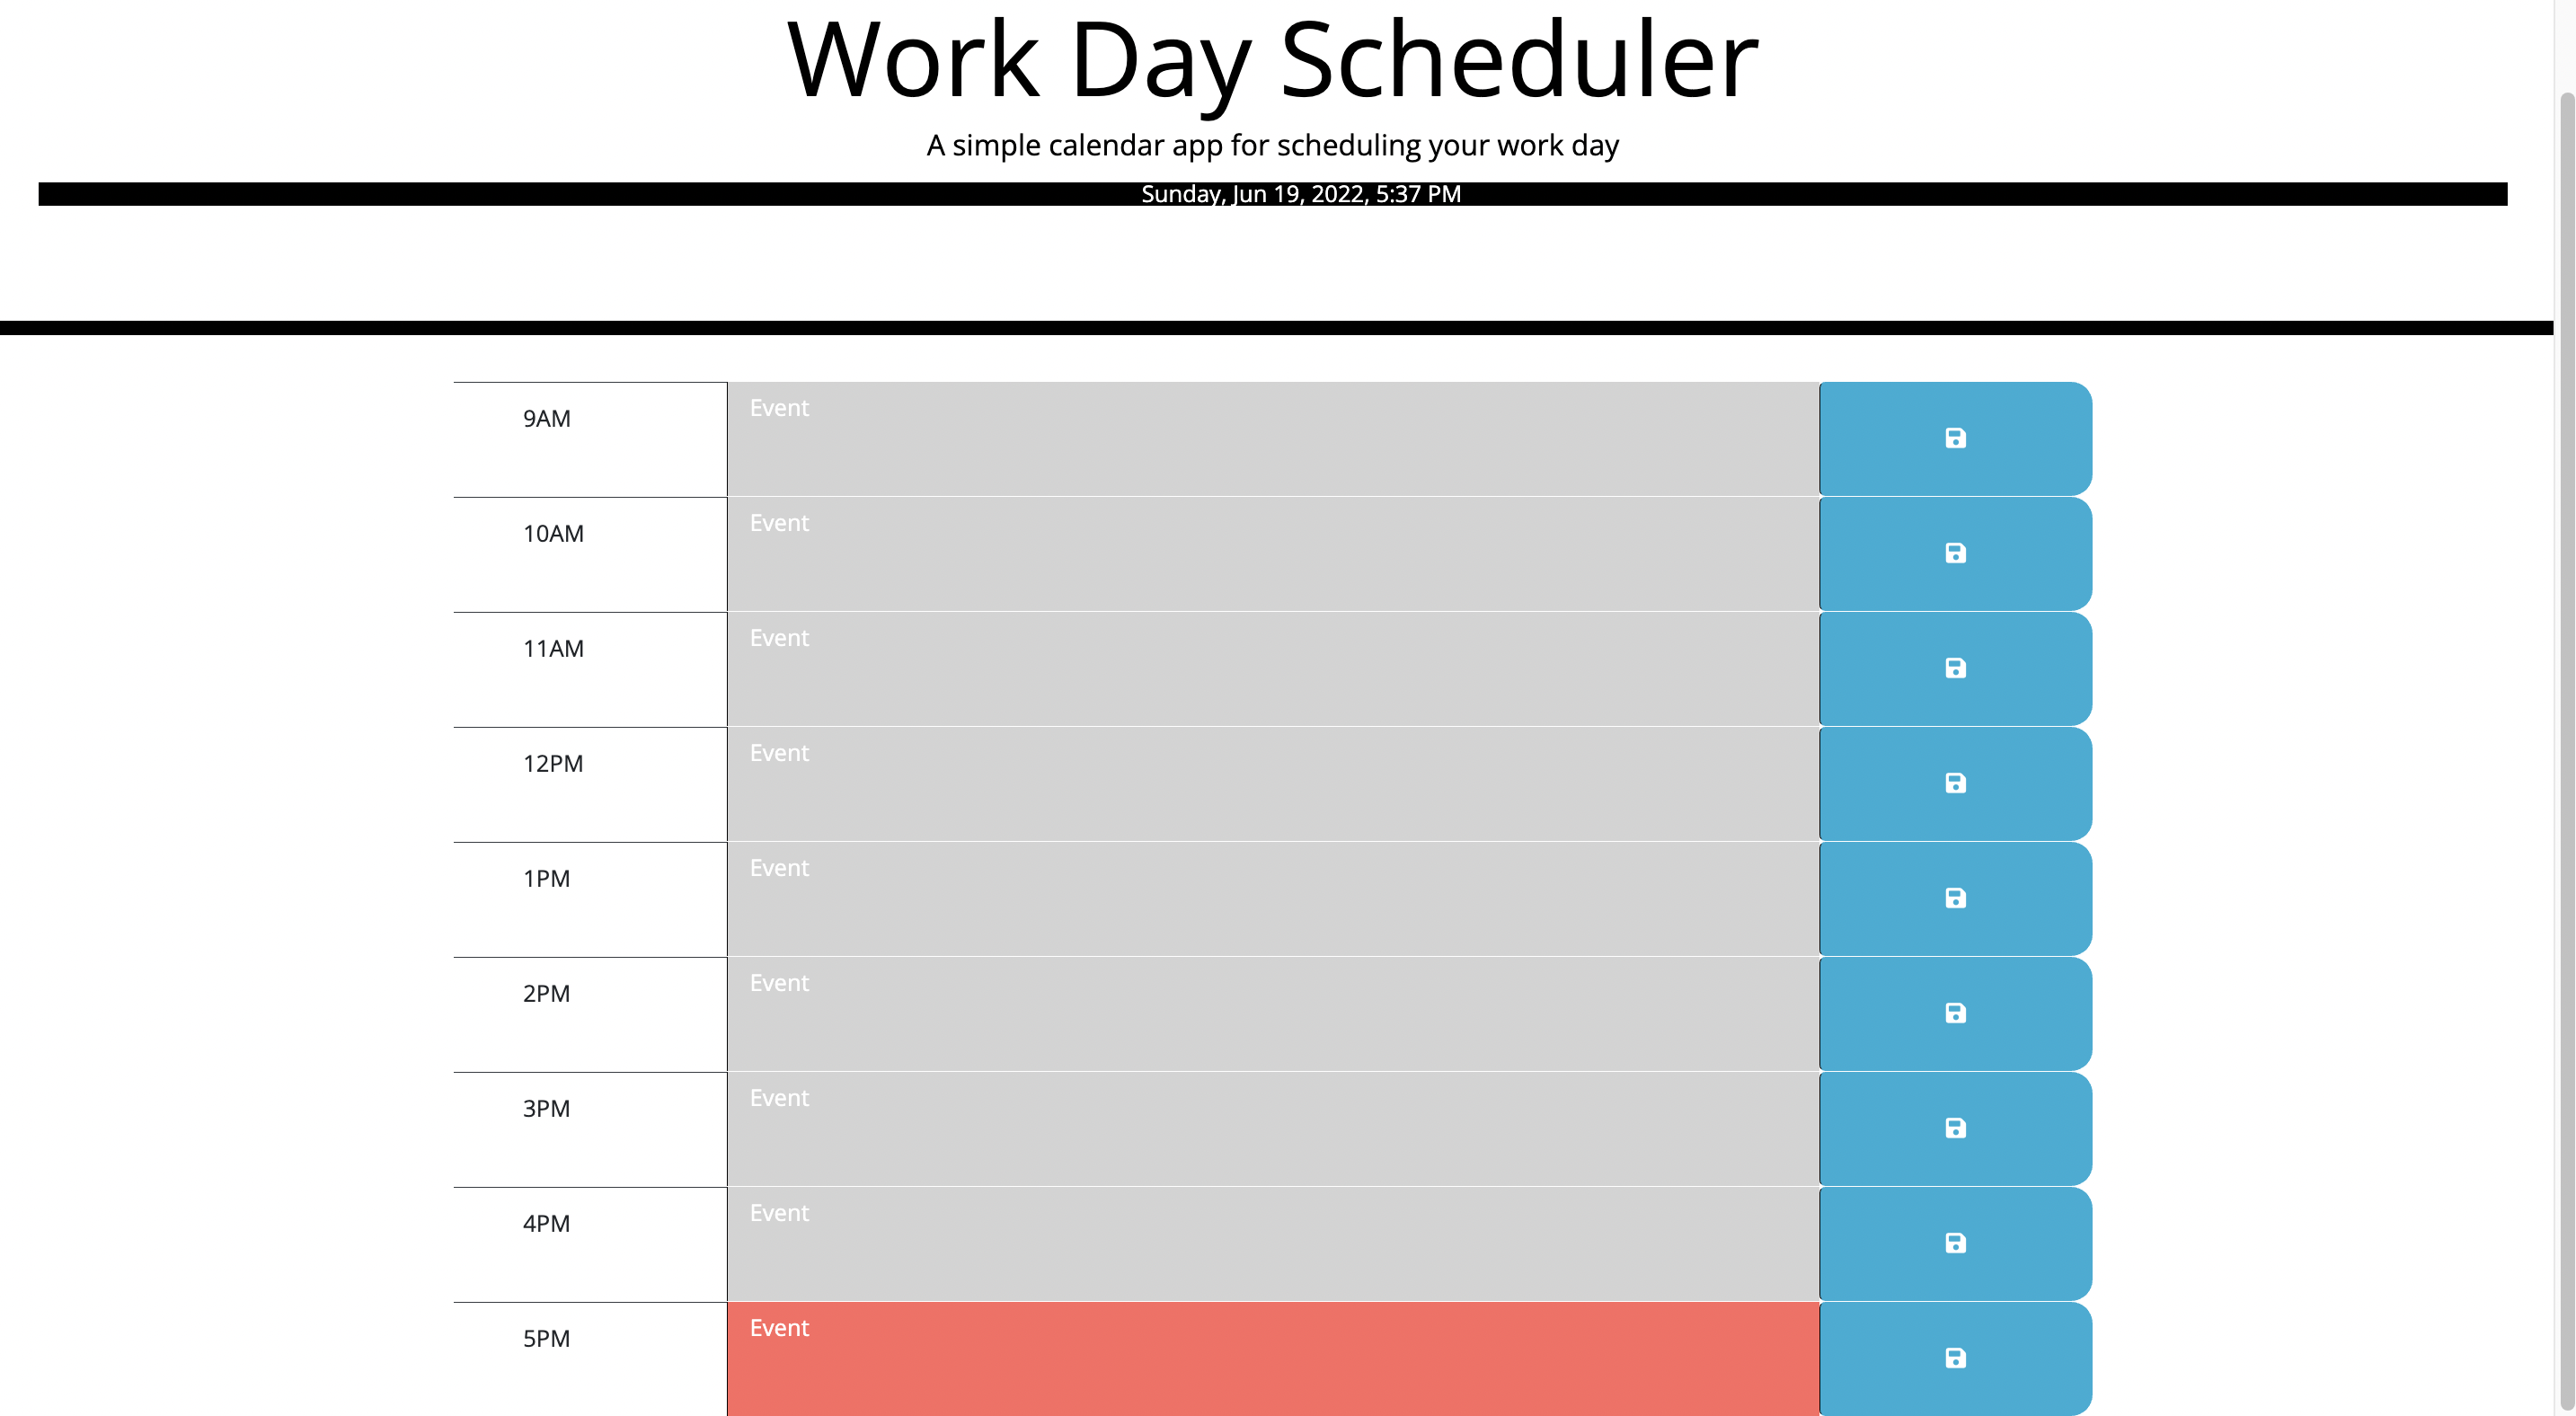 Work Day Scheduler
A simple calendar app for scheduling your work day
Sunday, Jun 19, 2022, 5:37 PM
9AM Event
10AM Event
11AM Event
12PM Event
1PM Event
2PM Event
3PM Event
4PM Event
5PM Event